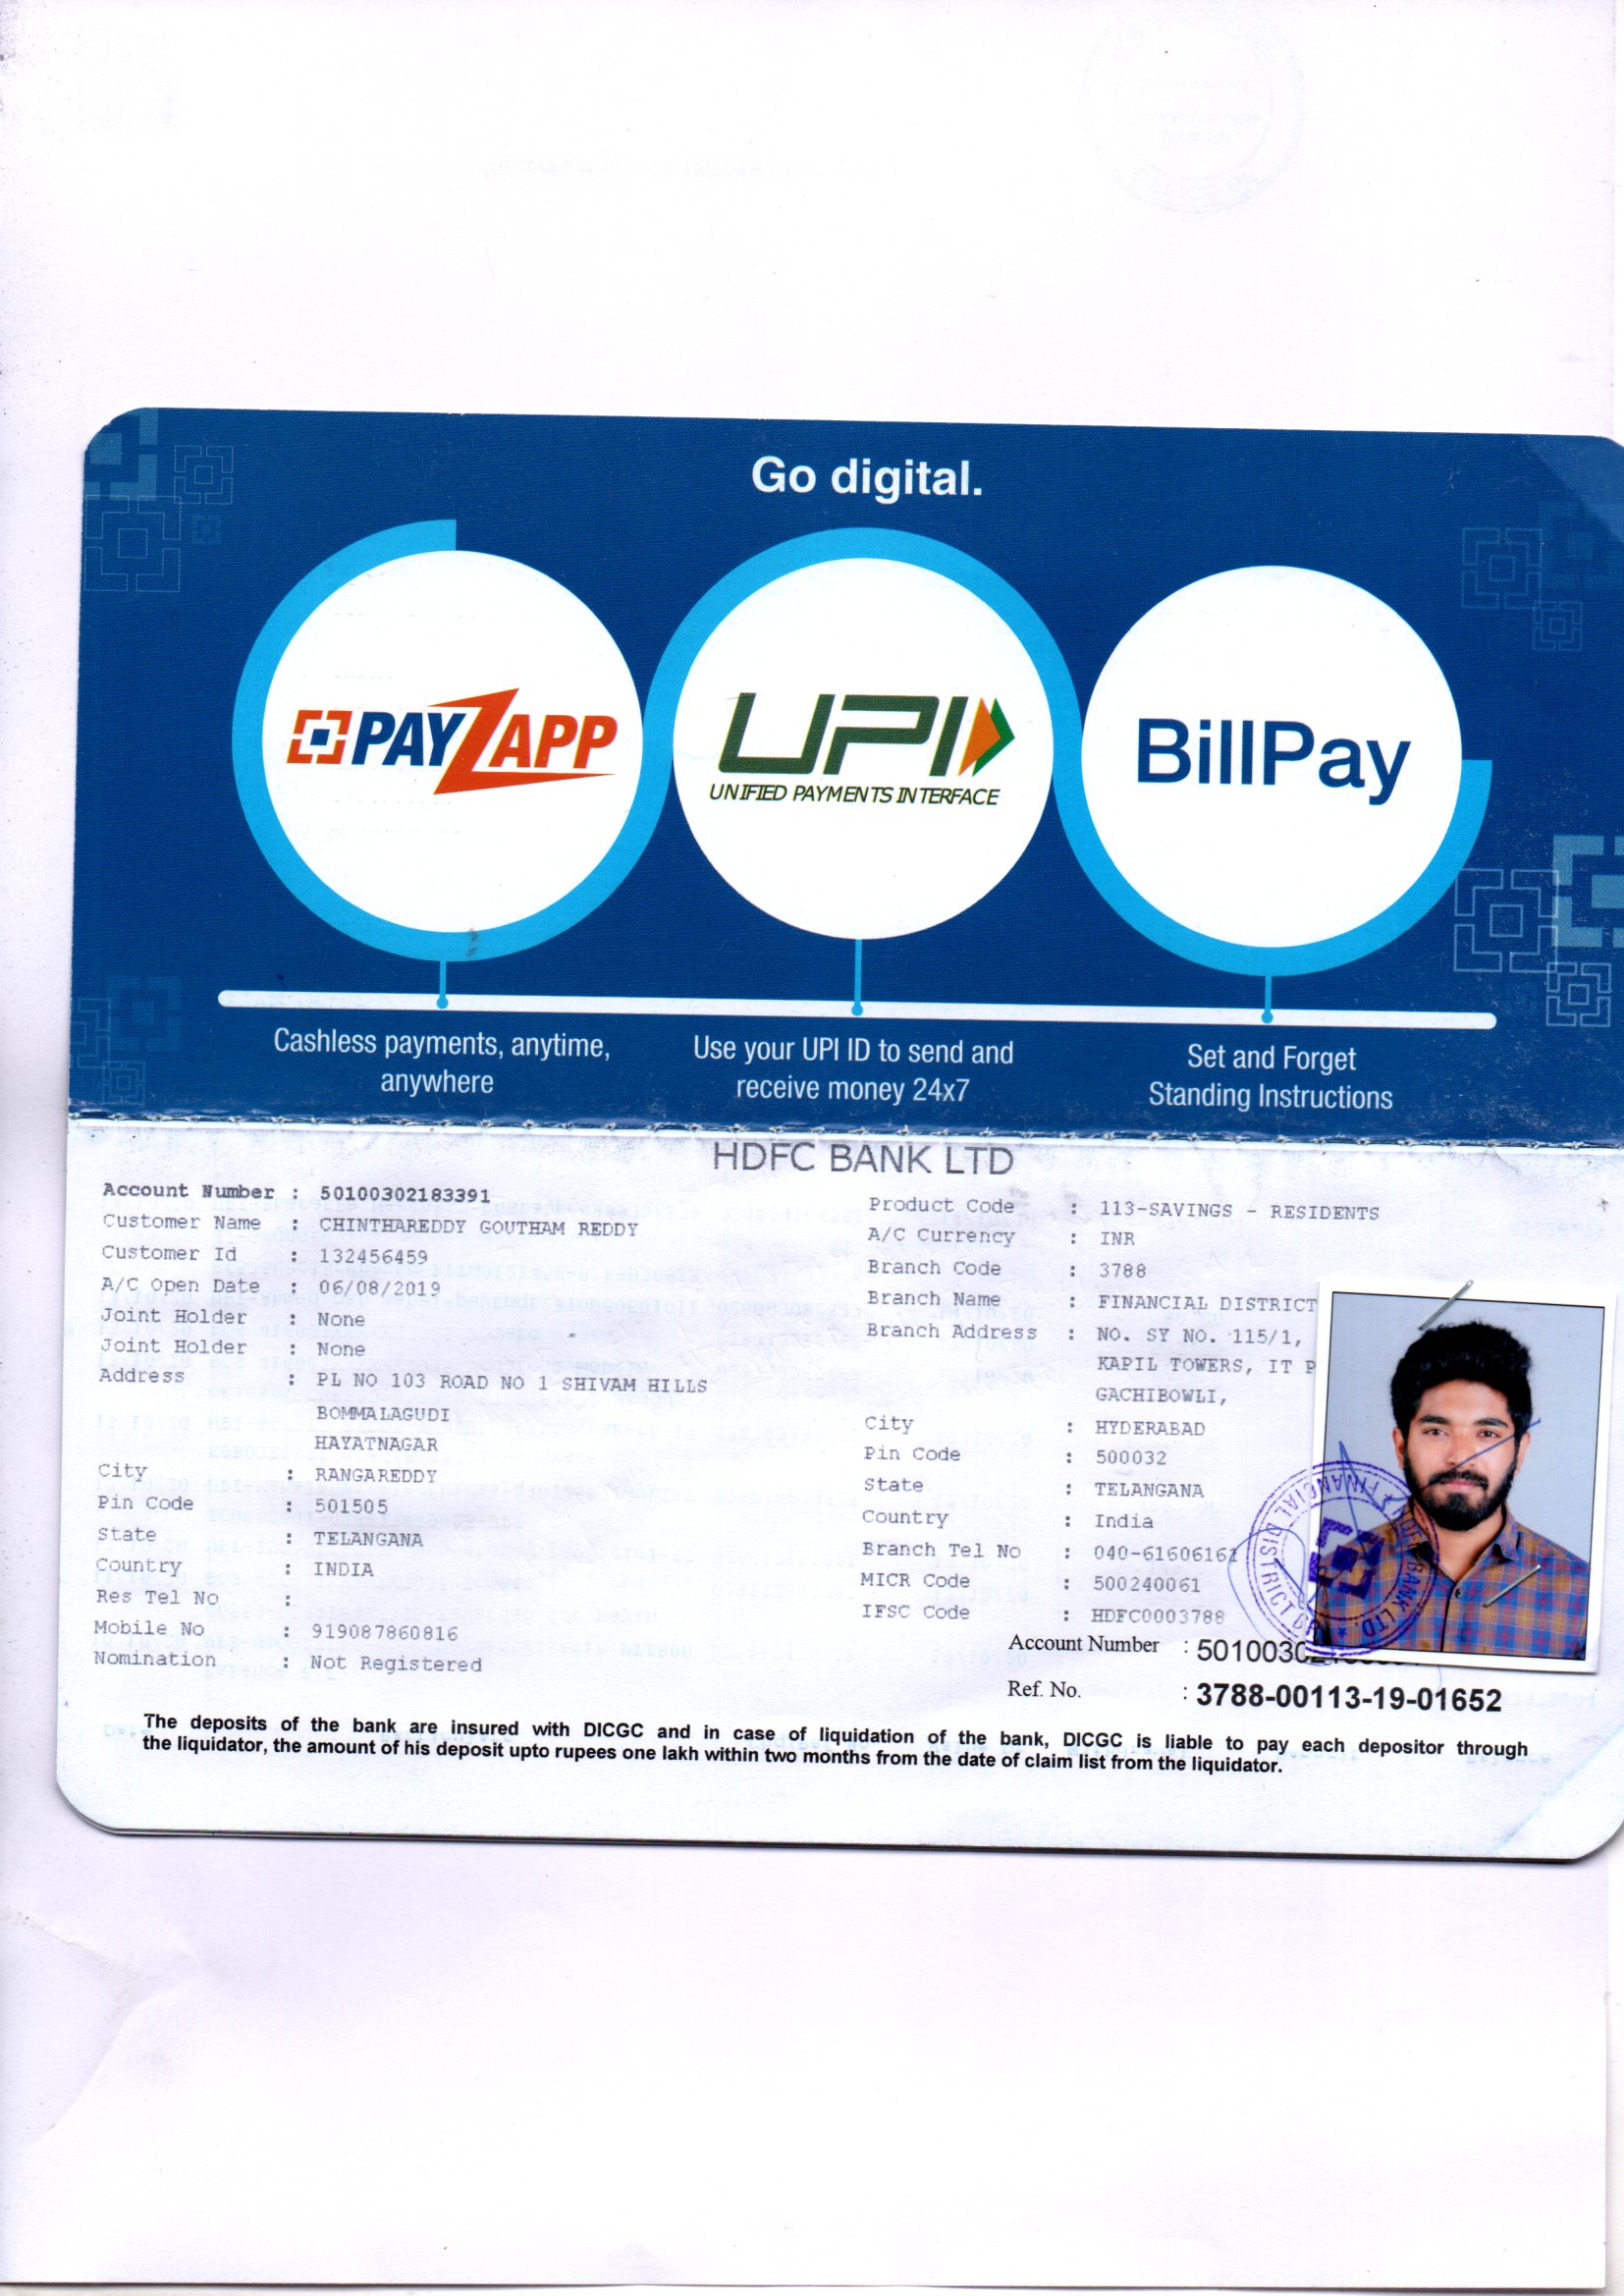 Go digital.
PAYZAPP
UPI
UNIFIED PAYMENTS INTERFACE
BillPay
Cashless payments, anytime,
anywhere
Use your UPI ID to send and
receive money 24x7
Set and Forget
Standing Instructions
HDFC BANK LTD
Account Number : 50100302183391
Customer Name : CHINTHAREDDY GOUTHAM REDDY
Customer Id : 132456459
A/C Open Date : 06/08/2019
Joint Holder : None
Joint Holder : None
Address : PL NO 103 ROAD NO 1 SHIVAM HILLS
BOMMALAGUDI
HAYATNAGAR
City : RANGAREDDY
Pin Code : 501505
State : TELANGANA
Country : INDIA
Res Tel No :
Mobile No : 919087860816
Nomination : Not Registered
Product Code : 113-SAVINGS - RESIDENTS
A/C Currency : INR
Branch Code : 3788
Branch Name : FINANCIAL DISTRICT
Branch Address : NO. SY NO. 115/1,
KAPIL TOWERS, IT P
GACHIBOWLI,
City : HYDERABAD
Pin Code : 500032
State : TELANGANA
Country : India
Branch Tel No : 040-61606161
MICR Code : 500240061
IFSC Code : HDFC0003788
Account Number : 5010030
Ref. No. : 3788-00113-19-01652
The deposits of the bank are insured with DICGC and in case of liquidation of the bank, DICGC is liable to pay each depositor through
the liquidator, the amount of his deposit upto rupees one lakh within two months from the date of claim list from the liquidator.